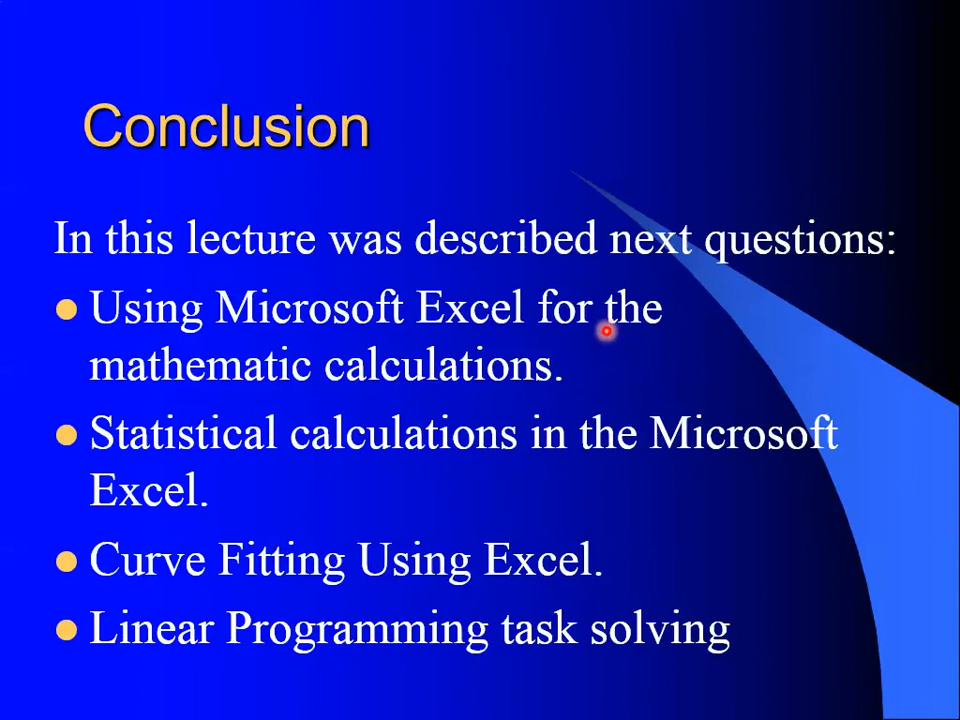 Conclusion
In this lecture was described next questions:
Using Microsoft Excel for the
mathematic calculations.
Statistical calculations in the Microsoft
Excel.
Curve Fitting Using Excel.
Linear Programming task solving